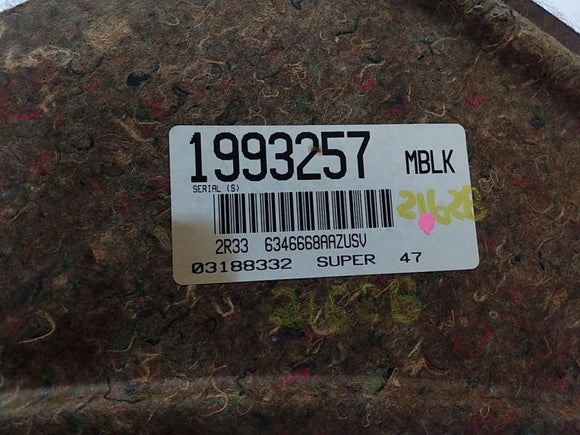 1993257 MBLK
SERIAL (S)
2R33 6346668AAZUSV
03188332 SUPER 47